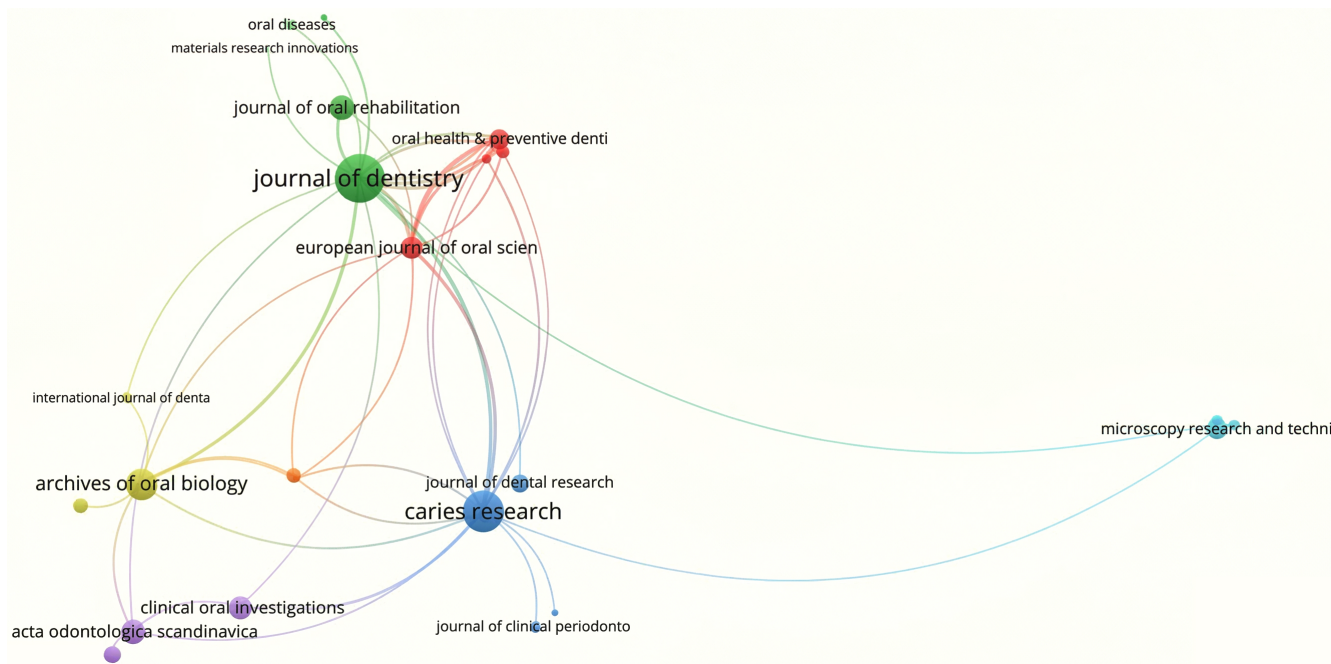 oral diseases
materials research innovations
journal of oral rehabilitation
oral health & preventive denti
journal of dentistry
european journal of oral scien
international journal of denta
microscopy research and techni
journal of dental research
archives of oral biology
caries research
clinical oral investigations
journal of clinical periodonto
acta odontologica scandinavica